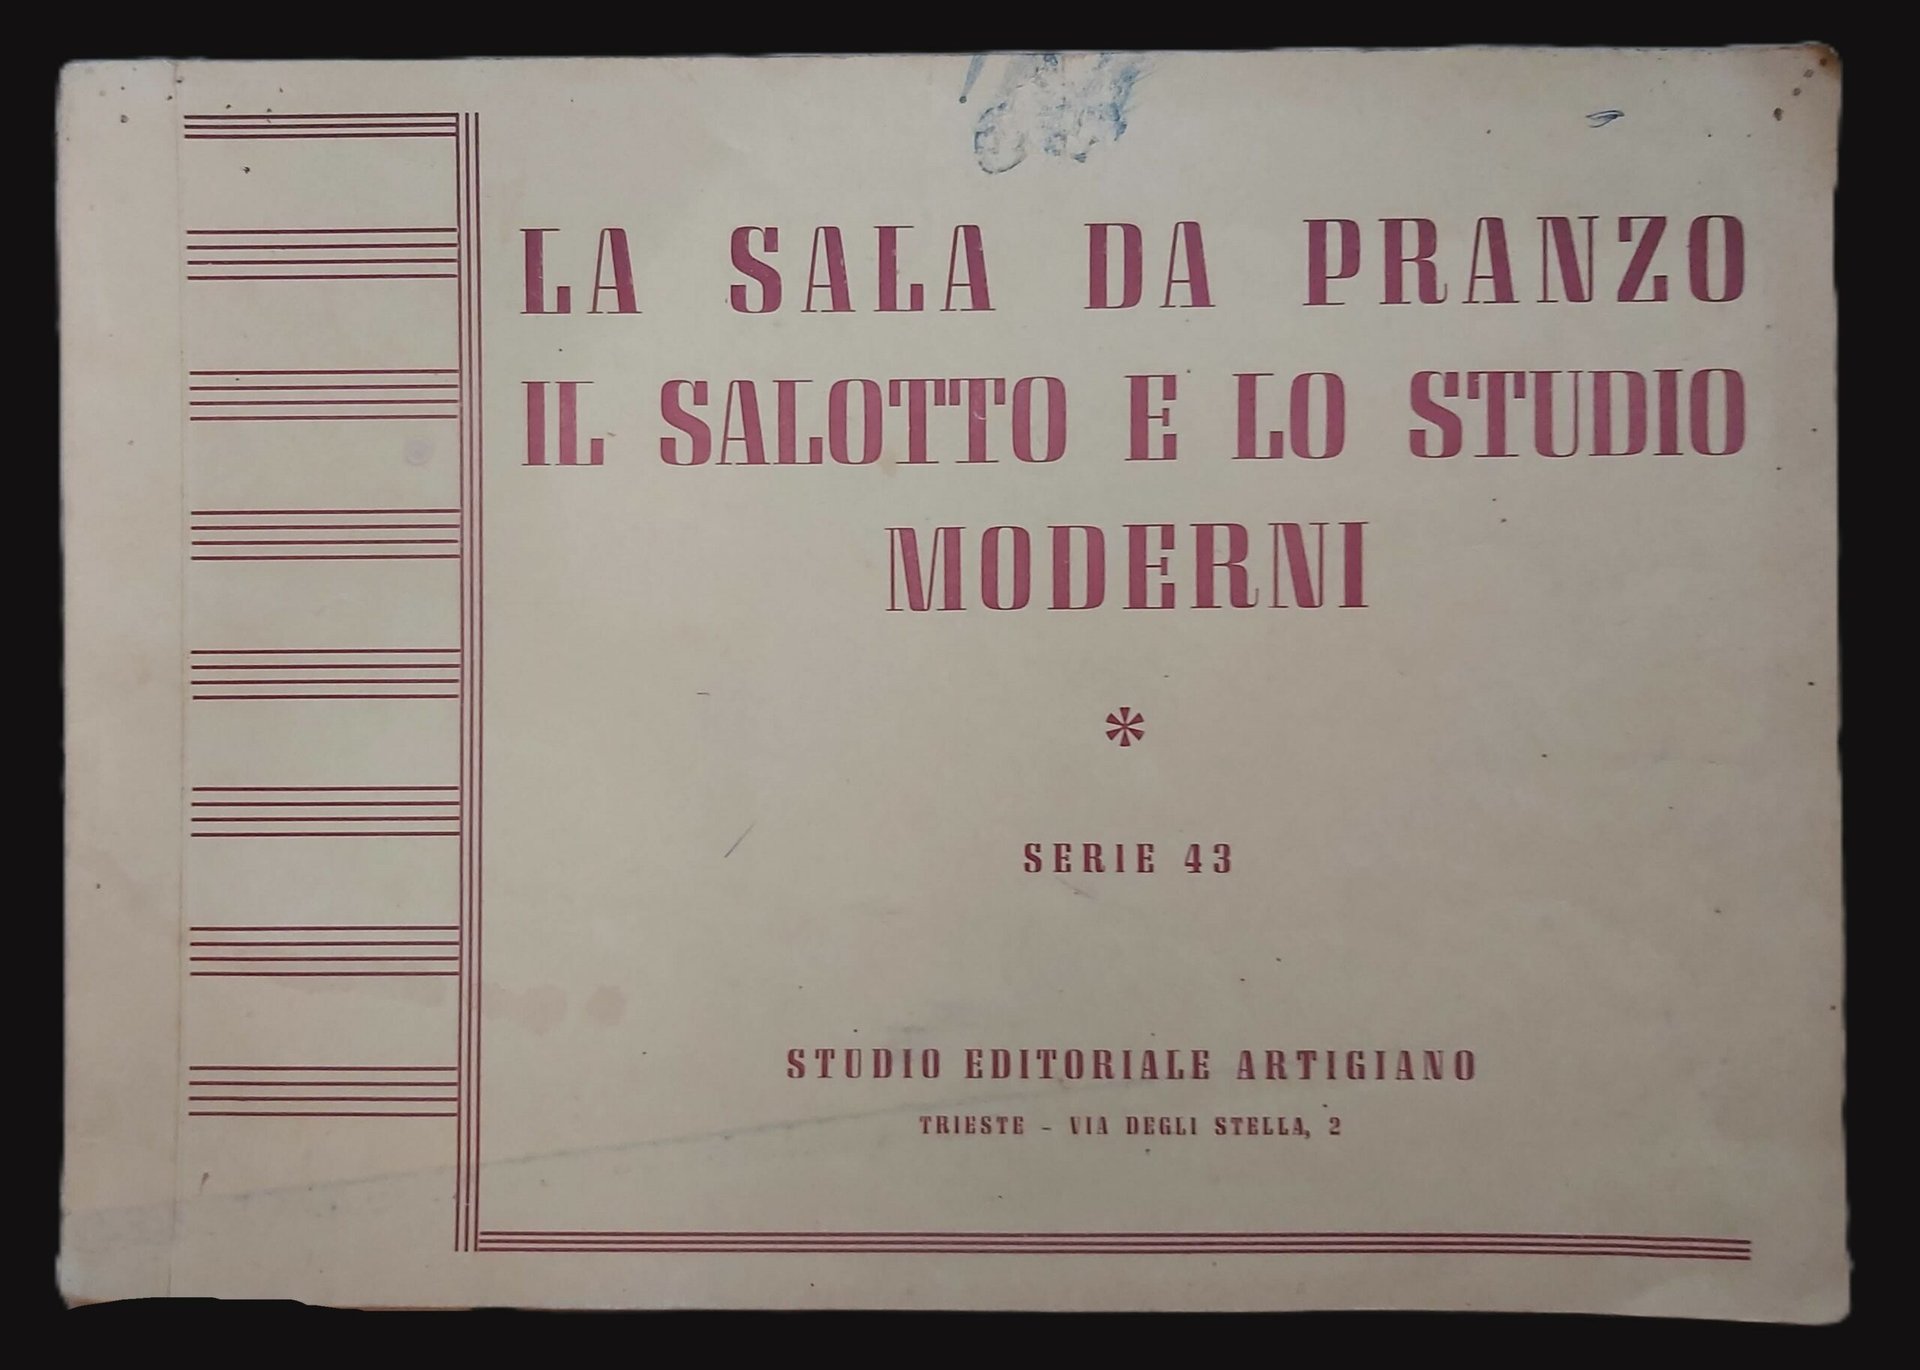 LA SALA DA PRANZO
IL SALOTTO E LO STUDIO
MODERNI
*
SERIE 43
STUDIO EDITORIALE ARTIGIANO
TRIESTE - VIA DEGLI STELLA, 2